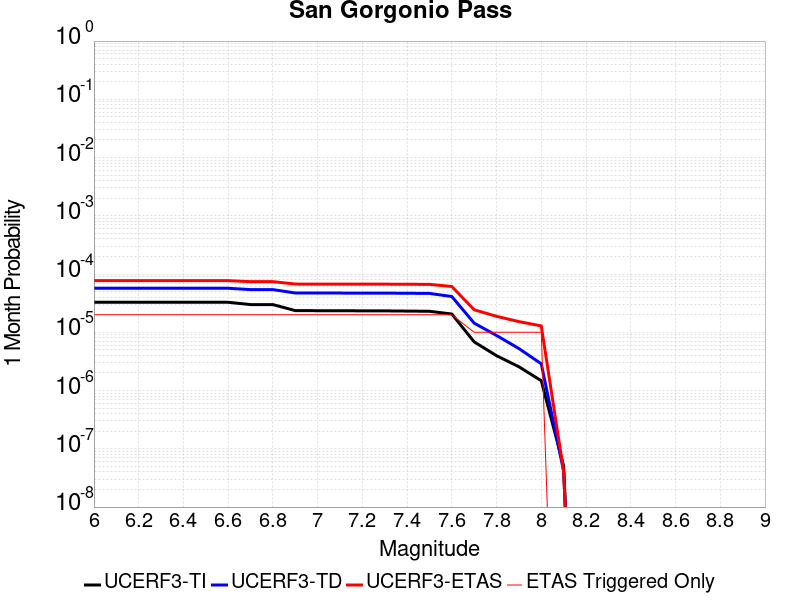 San Gorgonio Pass
10^0
10^-1
10^-2
10^-3
10^-4
10^-5
10^-6
10^-7
10^-8
1 Month Probability
6 6.2 6.4 6.6 6.8 7 7.2 7.4 7.6 7.8 8 8.2 8.4 8.6 8.8 9
Magnitude
UCERF3-TI UCERF3-TD UCERF3-ETAS ETAS Triggered Only